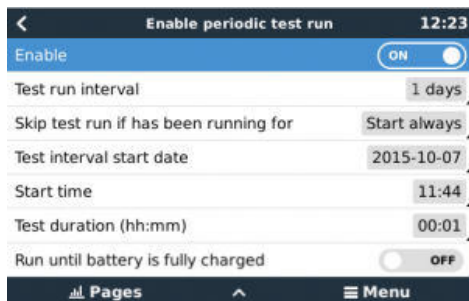 Enable periodic test run 12:23
Enable ON
Test run interval 1 days
Skip test run if has been running for Start always
Test interval start date 2015-10-07
Start time 11:44
Test duration (hh:mm) 00:01
Run until battery is fully charged OFF
Pages Menu